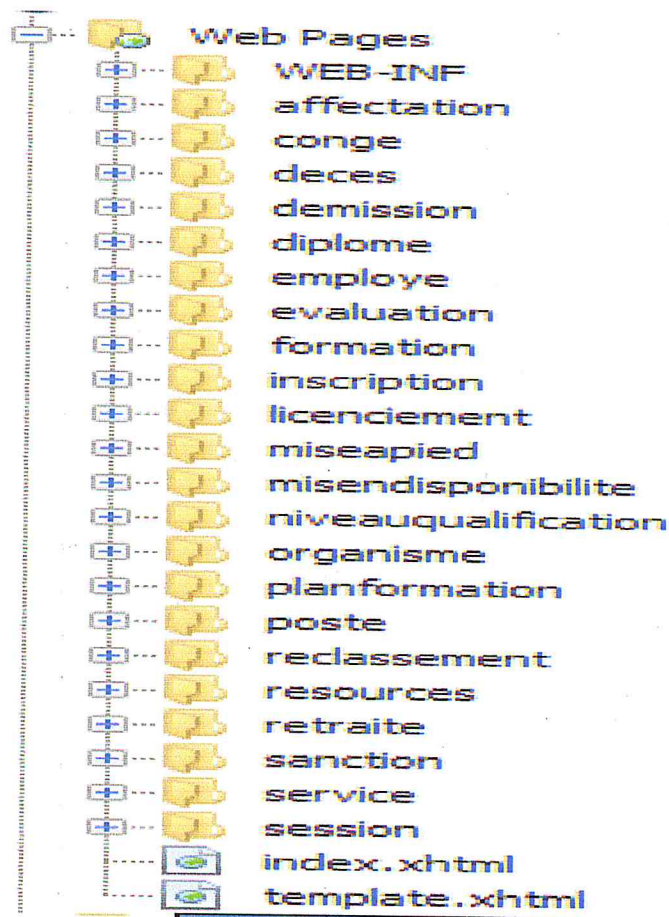 Web Pages
WEB-INF
affectation
conge
deces
demission
diplome
employe
evaluation
formation
inscription
licenciement
miseapied
misendisponibilite
niveauqualification
organisme
planformation
poste
reclassement
resources
retraite
sanction
service
session
index.xhtml
template.xhtml